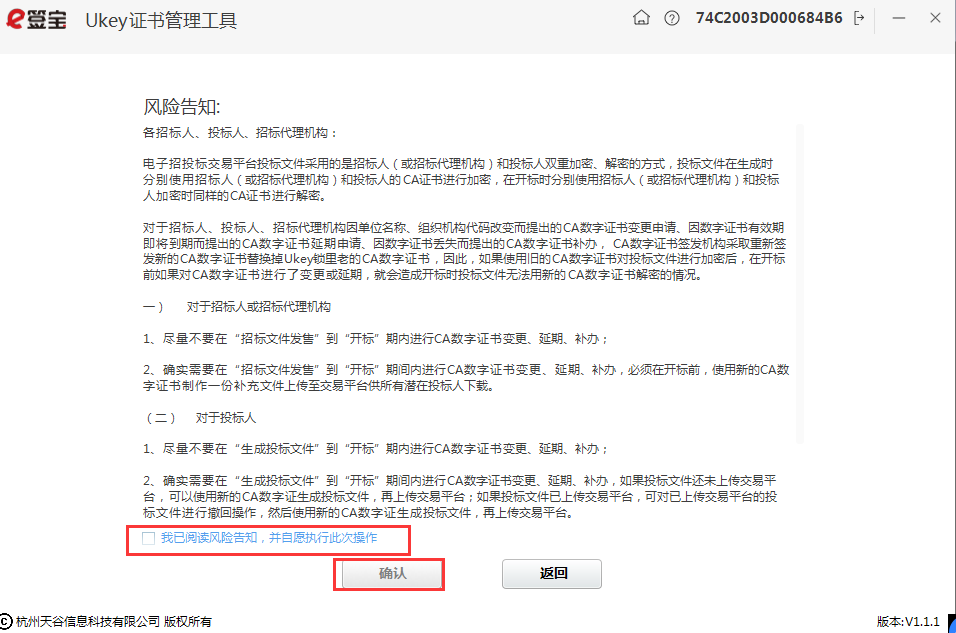 e签宝 Ukey证书管理工具 74C2003D000684B6
风险告知:
各招标人、投标人、招标代理机构：
电子招投标交易平台投标文件采用的是招标人（或招标代理机构）和投标人双重加密、解密的方式，投标文件在生成时
分别使用招标人（或招标代理机构）和投标人的CA证书进行加密，在开标时分别使用招标人（或招标代理机构）和投标
人加密时同样的CA证书进行解密。
对于招标人、投标人、招标代理机构因单位名称、组织机构代码改变而提出的CA数字证书变更申请、因数字证书有效期
即将到期而提出的CA数字证书延期申请、因数字证书丢失而提出的CA数字证书补办， CA数字证书签发机构采取重新签
发新的CA数字证书替换掉Ukey锁里老的CA数字证书，因此，如果使用旧的CA数字证书对投标文件进行加密后，在开标
前如果对CA数字证书进行了变更或延期，就会造成开标时投标文件无法用新的CA数字证书解密的情况。
一） 对于招标人或招标代理机构
1、尽量不要在“招标文件发售”到“开标”期内进行CA数字证书变更、延期、补办；
2、确实需要在“招标文件发售”到“开标”期间内进行CA数字证书变更、延期、补办，必须在开标前，使用新的CA数
字证书制作一份补充文件上传至交易平台供所有潜在投标人下载。
（二） 对于投标人
1、尽量不要在“生成投标文件”到“开标”期内进行CA数字证书变更、延期、补办；
2、确实需要在“生成投标文件”到“开标”期间内进行CA数字证书变更、延期、补办，如果投标文件还未上传交易平
台，可以使用新的CA数字证生成投标文件，再上传交易平台；如果投标文件已上传交易平台，可对已上传交易平台的投
标文件进行撤回操作，然后使用新的CA数字证生成投标文件，再上传交易平台。
我已阅读风险告知，并自愿执行此次操作
确认 返回
© 杭州天谷信息科技有限公司 版权所有 版本:V1.1.1